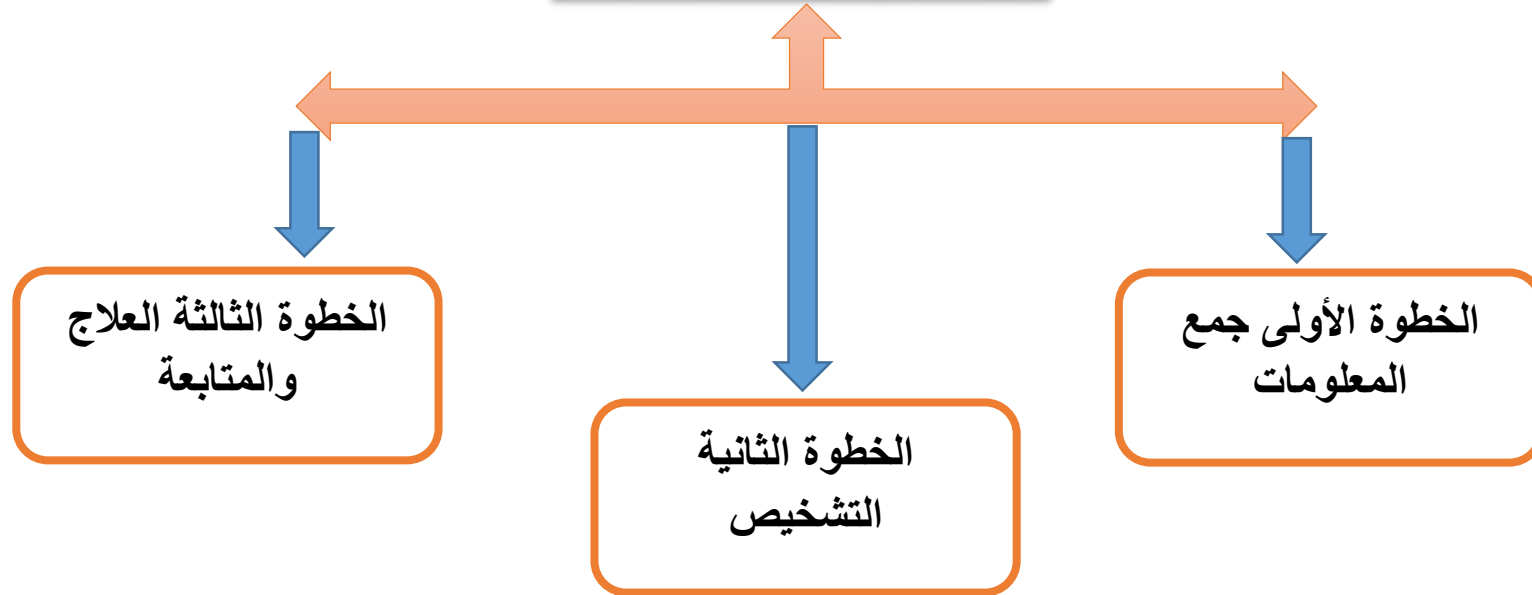 الخطوة الأولى جمع
المعلومات
الخطوة الثانية
التشخيص
الخطوة الثالثة العلاج
والمتابعة